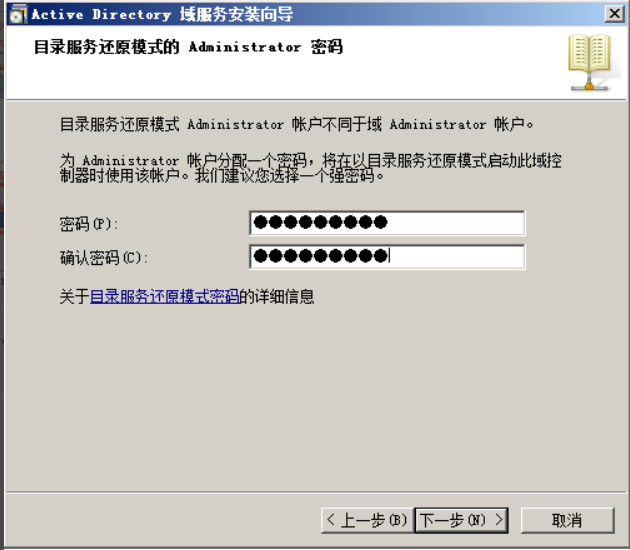 Active Directory 域服务安装向导
目录服务还原模式的 Administrator 密码
目录服务还原模式 Administrator 帐户不同于域 Administrator 帐户。
为 Administrator 帐户分配一个密码，将在以目录服务还原模式启动此域控
制器时使用该帐户。我们建议您选择一个强密码。
密码(P):
●●●●●●●●●
确认密码(C):
●●●●●●●●●
关于目录服务还原模式密码的详细信息
< 上一步(B) 下一步(N) > 取消